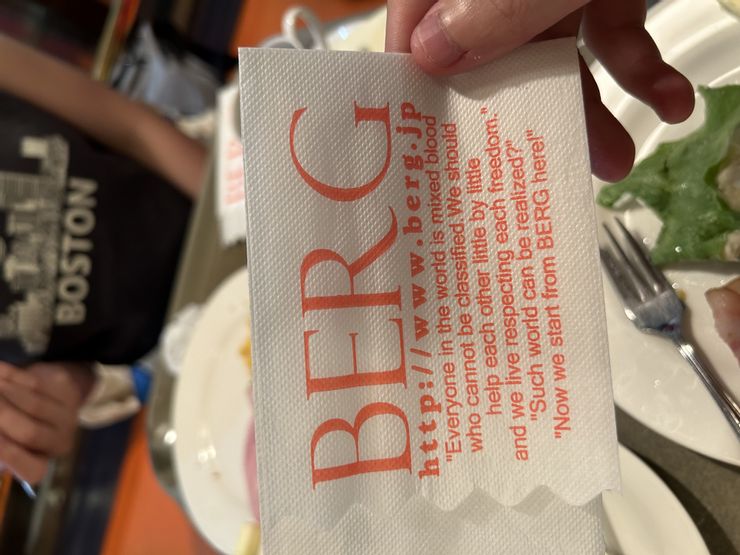 BERG
http://www.berg.jp
"Everyone in the world is mixed blood
who cannot be classified We should
help each other little by little
and we live respecting each freedom."
"Such world can be realized?"
"Now we start from BERG here!"
BOSTON